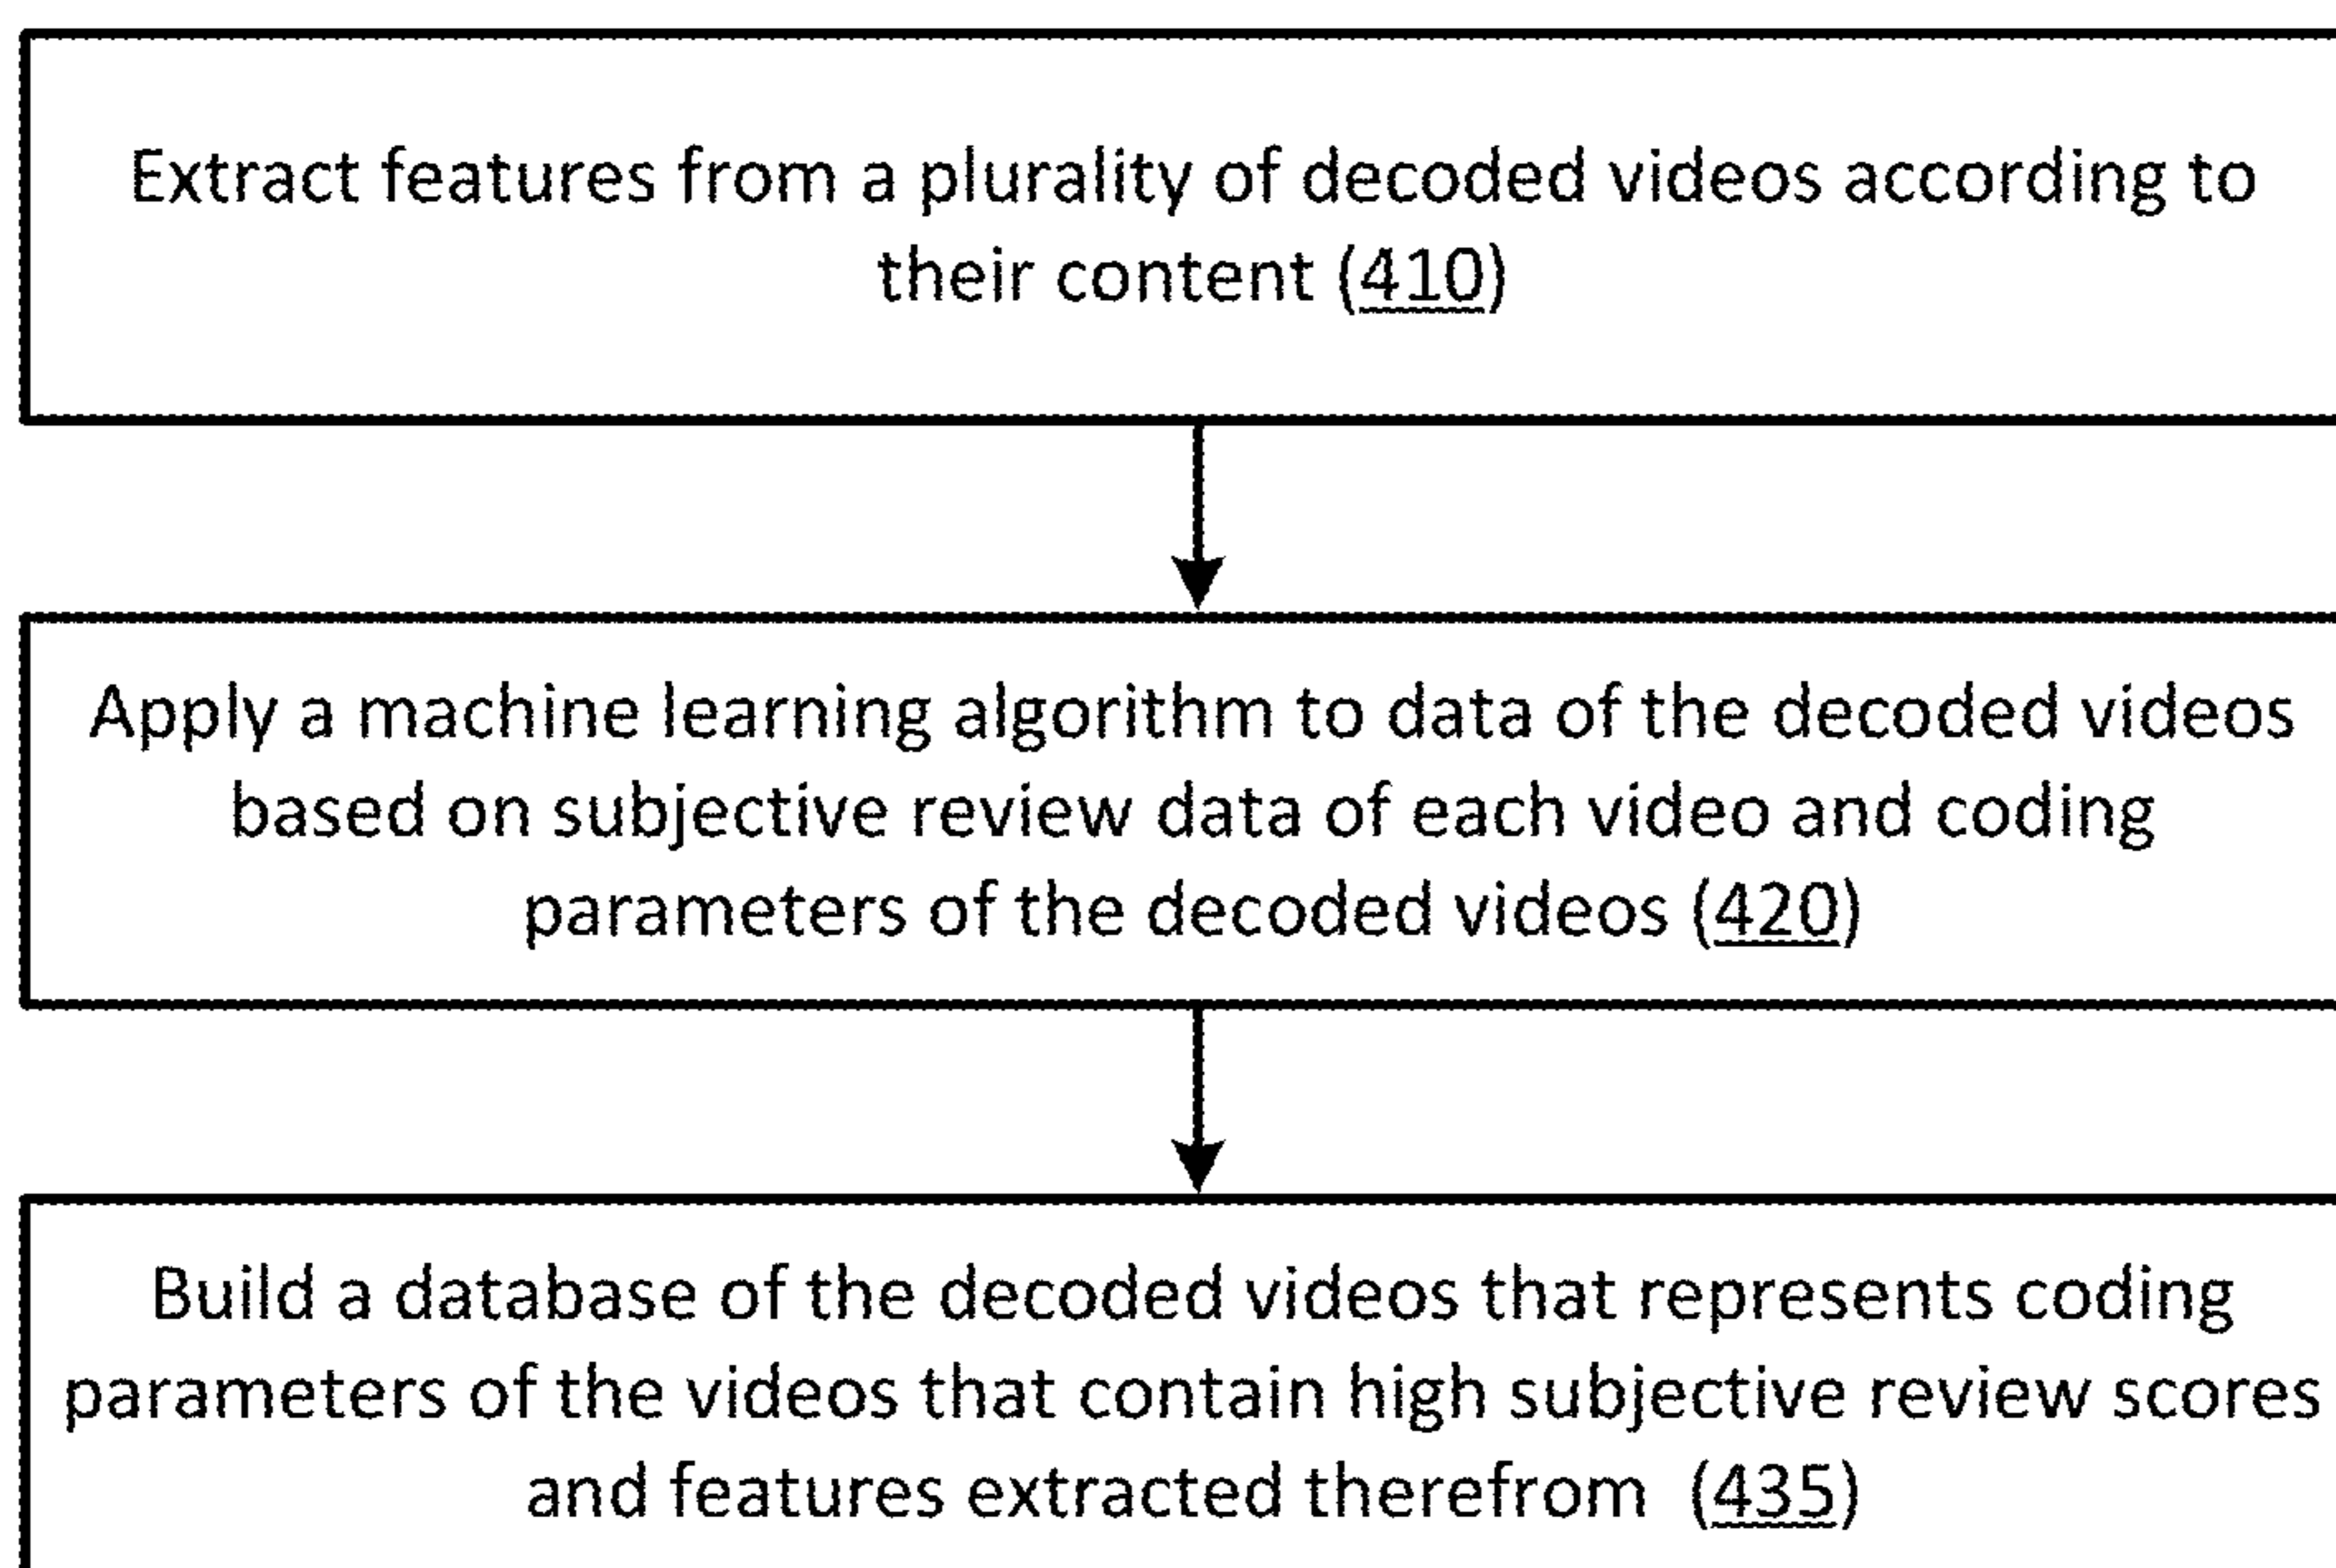 Extract features from a plurality of decoded videos according to
their content (410)
Apply a machine learning algorithm to data of the decoded videos
based on subjective review data of each video and coding
parameters of the decoded videos (420)
Build a database of the decoded videos that represents coding
parameters of the videos that contain high subjective review scores
and features extracted therefrom (435)